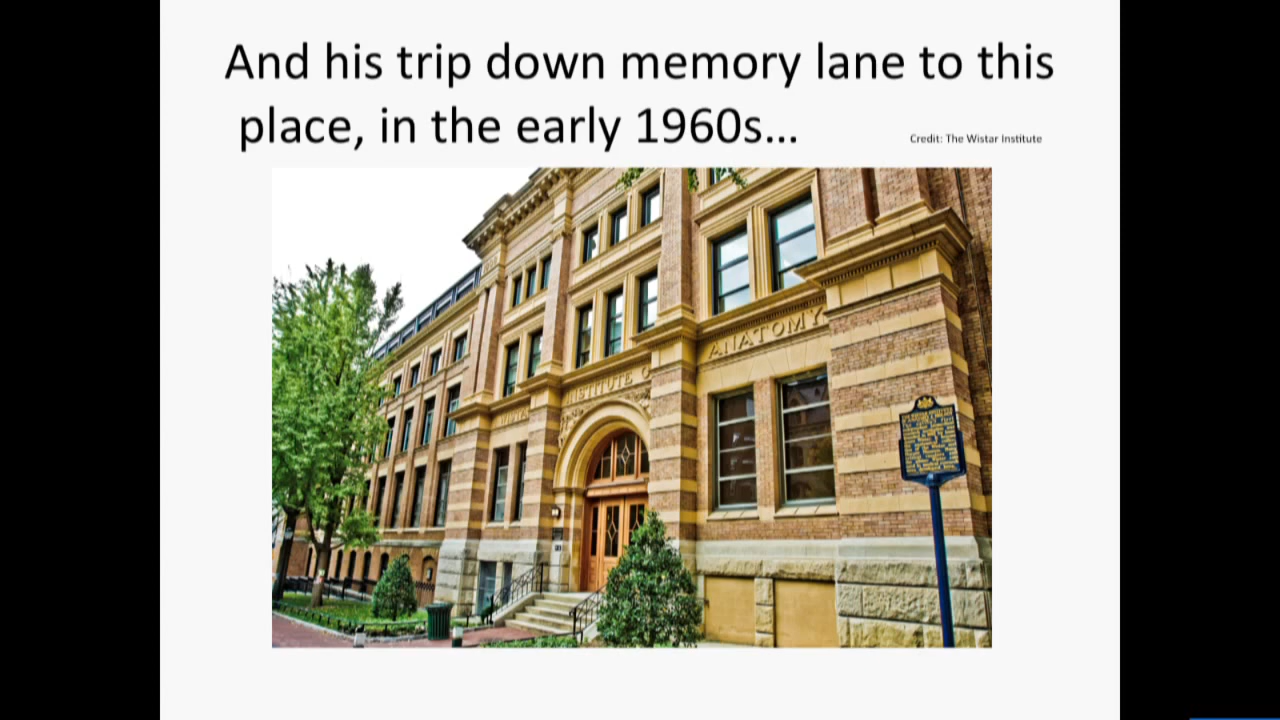 And his trip down memory lane to this
place, in the early 1960s…
Credit: The Wistar Institute
ANATOMY
INSTITUTE O